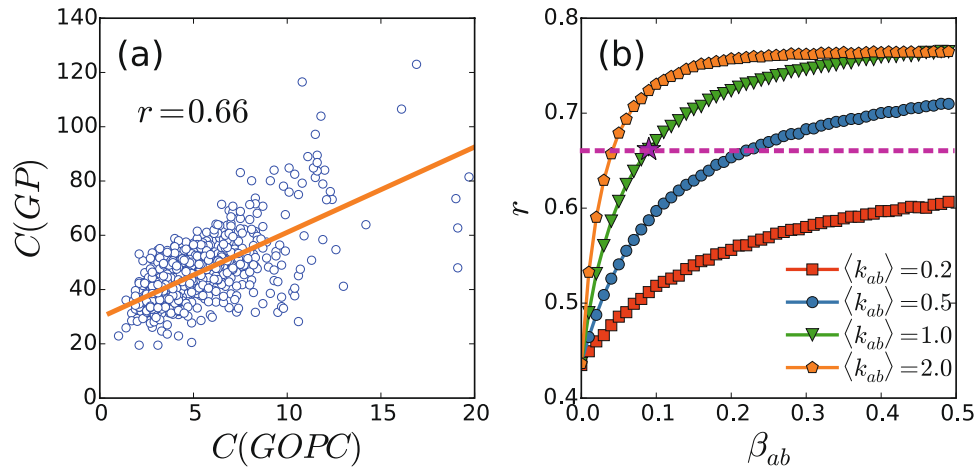 (a)
r=0.66
C(GP)
140
120
100
80
60
40
20
0
0 5 10 15 20
C(GOPC)
(b)
r
0.8
0.7
0.6
0.5
0.4
0.0 0.1 0.2 0.3 0.4 0.5
β_ab
⟨k_ab⟩=0.2
⟨k_ab⟩=0.5
⟨k_ab⟩=1.0
⟨k_ab⟩=2.0